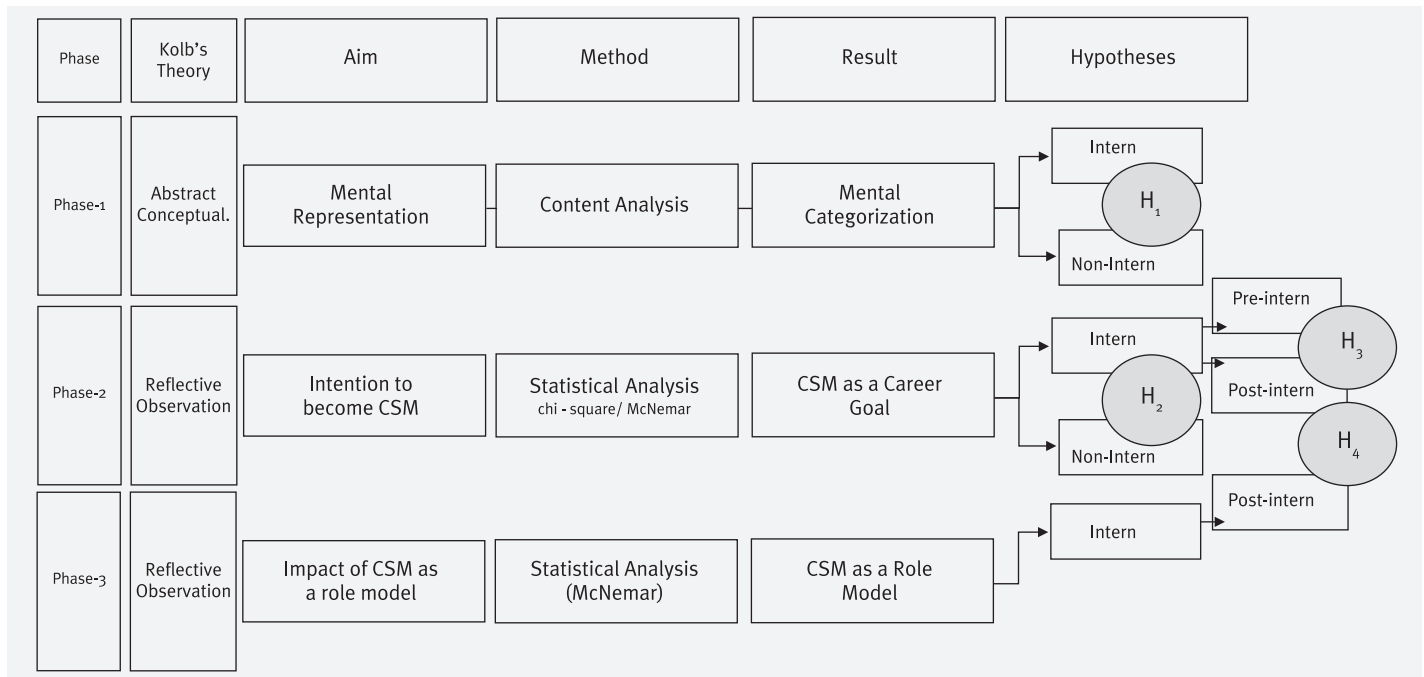 Phase
Kolb's
Theory
Aim
Method
Result
Hypotheses
Phase-1
Abstract
Conceptual.
Mental
Representation
Content Analysis
Mental
Categorization
Intern
H₁
Non-Intern
Phase-2
Reflective
Observation
Intention to
become CSM
Statistical Analysis
chi - square/ McNemar
CSM as a Career
Goal
Intern
H₂
Non-Intern
Pre-intern
H₃
Post-intern
H₄
Post-intern
Phase-3
Reflective
Observation
Impact of CSM as
a role model
Statistical Analysis
(McNemar)
CSM as a Role
Model
Intern